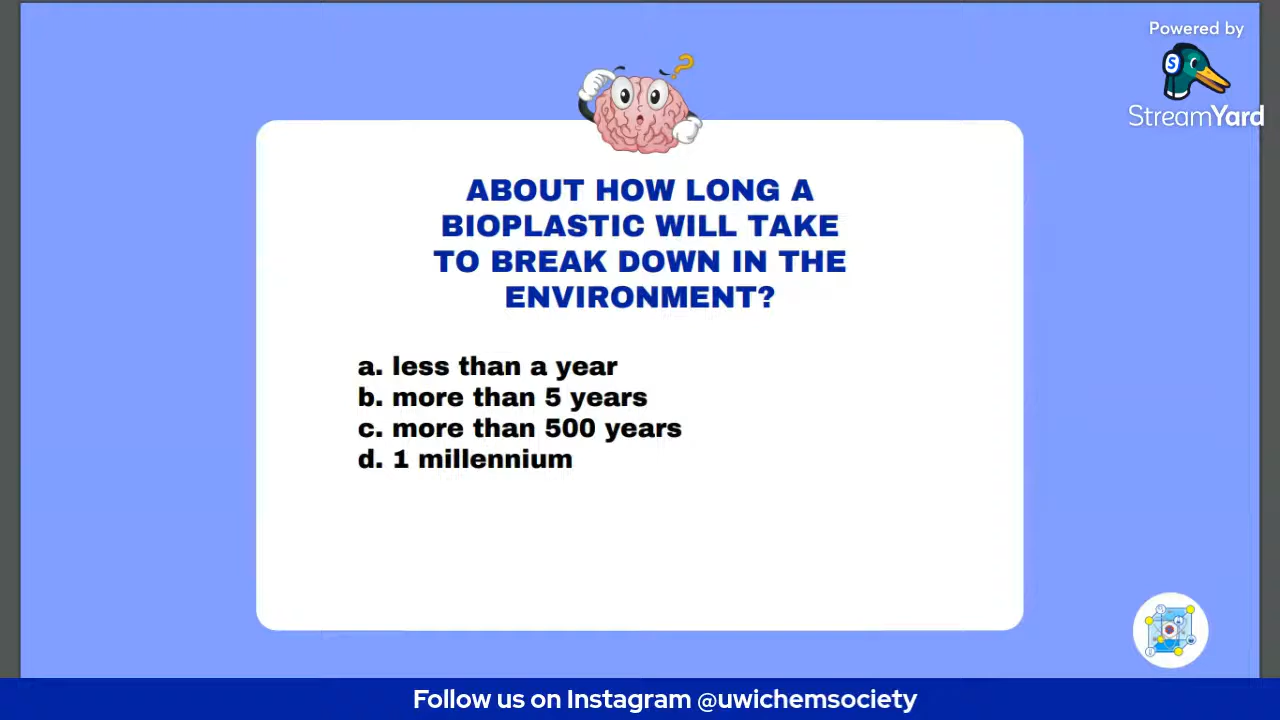 Powered by
StreamYard
ABOUT HOW LONG A
BIOPLASTIC WILL TAKE
TO BREAK DOWN IN THE
ENVIRONMENT?
a. less than a year
b. more than 5 years
c. more than 500 years
d. 1 millennium
Follow us on Instagram @uwichemsociety